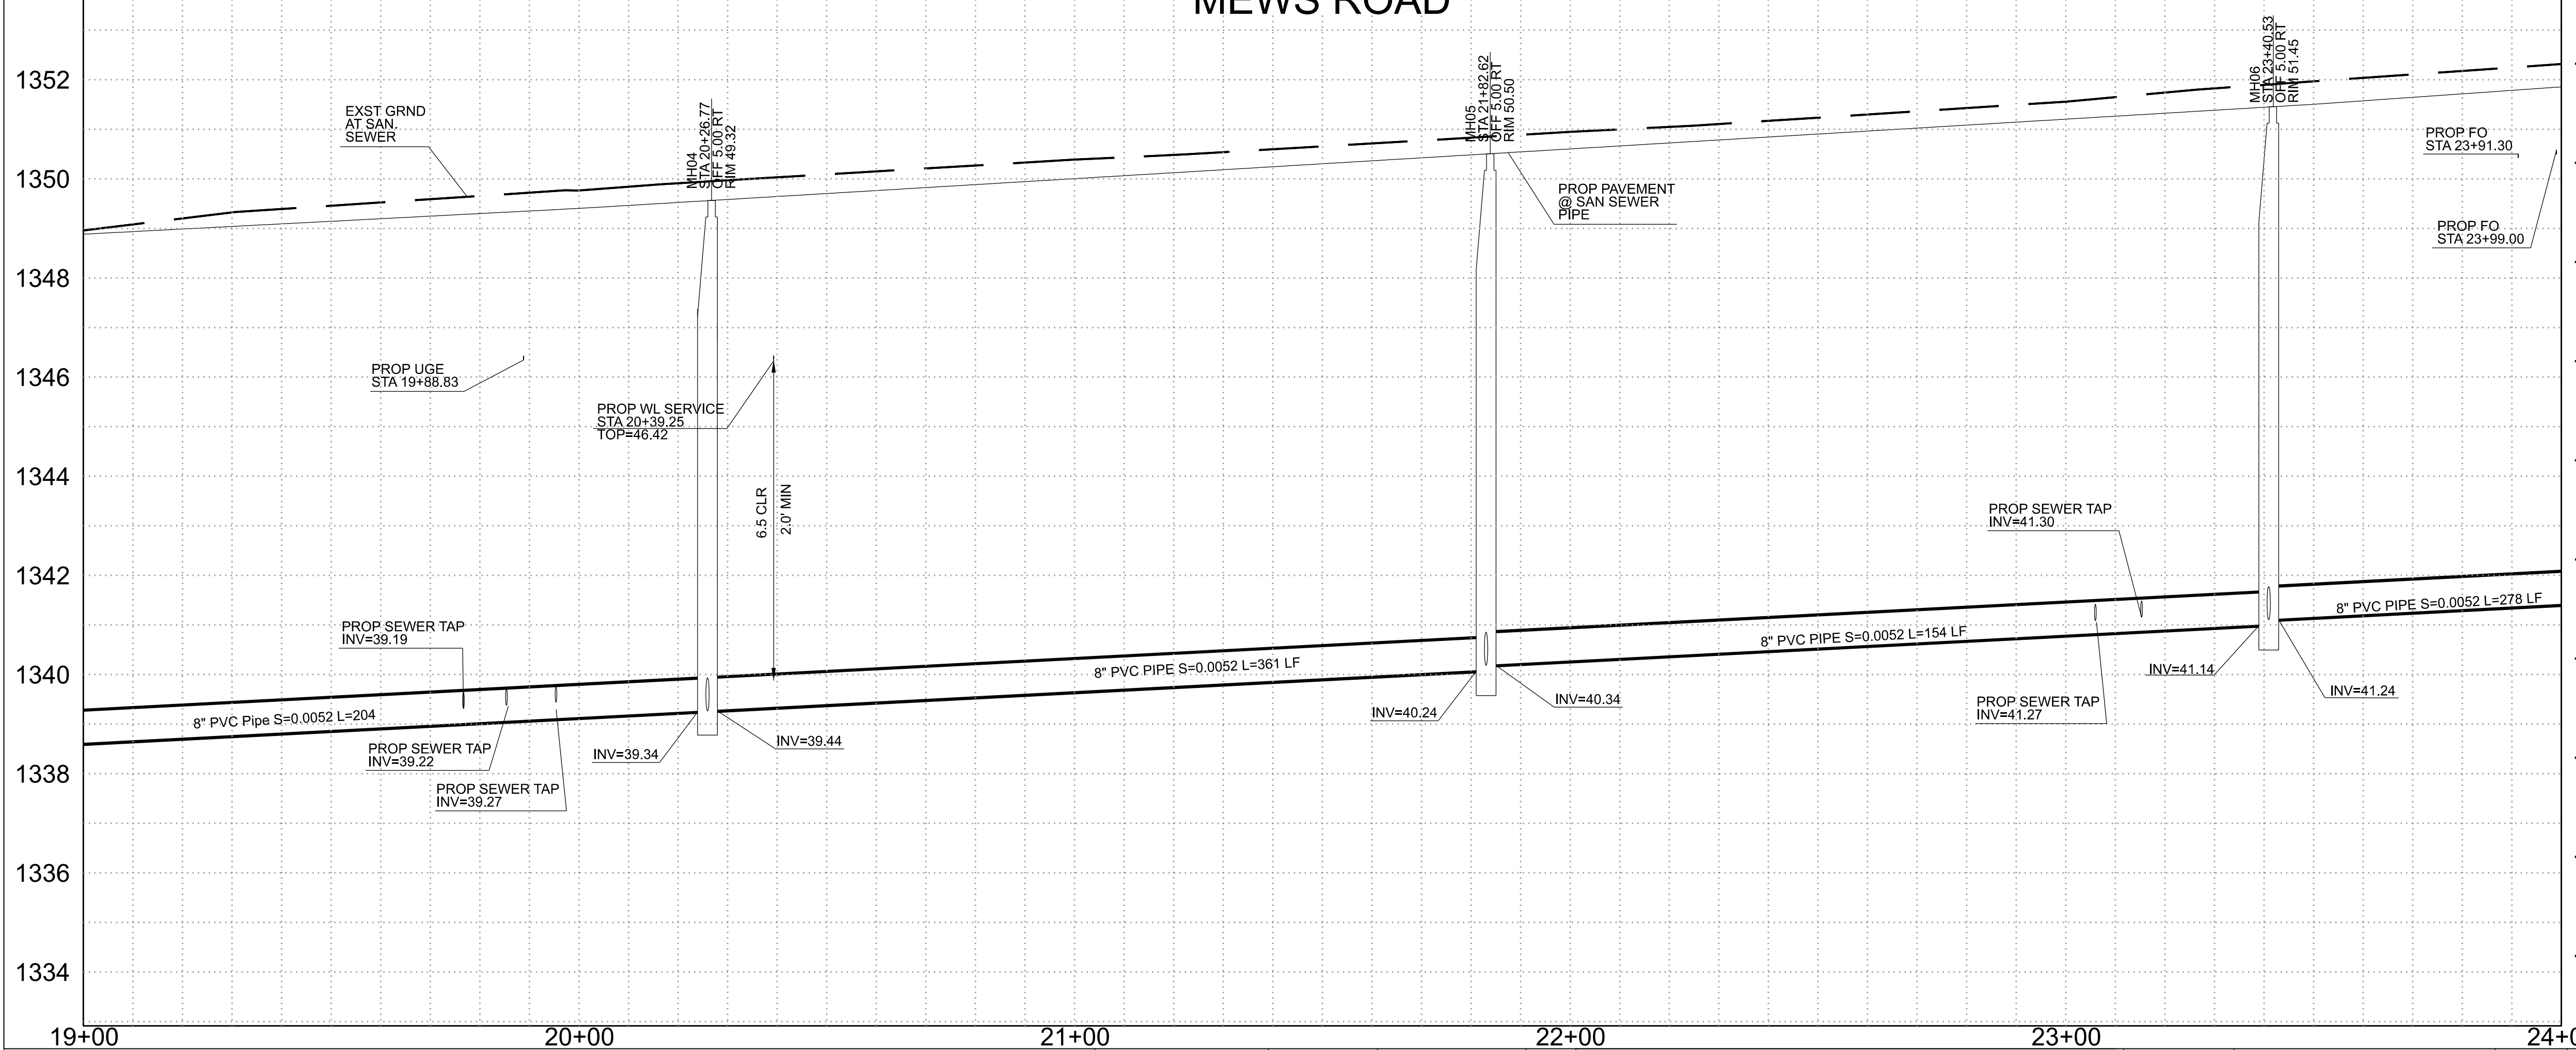 MEWS ROAD
1352
1350
1348
1346
1344
1342
1340
1338
1336
1334
EXST GRND
AT SAN.
SEWER
MH04
STA 20+26.77
OFF 5.00 RT
RIM 49.32
MH05
STA 21+82.62
OFF 5.00 RT
RIM 50.50
MH06
STA 23+40.53
OFF 5.00 RT
RIM 51.45
PROP FO
STA 23+91.30
PROP PAVEMENT
@ SAN SEWER
PIPE
PROP FO
STA 23+99.00
PROP UGE
STA 19+88.83
PROP WL SERVICE
STA 20+39.25
TOP=46.42
6.5 CLR
2.0' MIN
PROP SEWER TAP
INV=41.30
PROP SEWER TAP
INV=39.19
8" PVC Pipe S=0.0052 L=204
8" PVC PIPE S=0.0052 L=361 LF
8" PVC PIPE S=0.0052 L=154 LF
8" PVC PIPE S=0.0052 L=278 LF
PROP SEWER TAP
INV=39.22
PROP SEWER TAP
INV=39.27
INV=39.34
INV=39.44
INV=40.24
INV=40.34
PROP SEWER TAP
INV=41.27
INV=41.14
INV=41.24
19+00
20+00
21+00
22+00
23+00